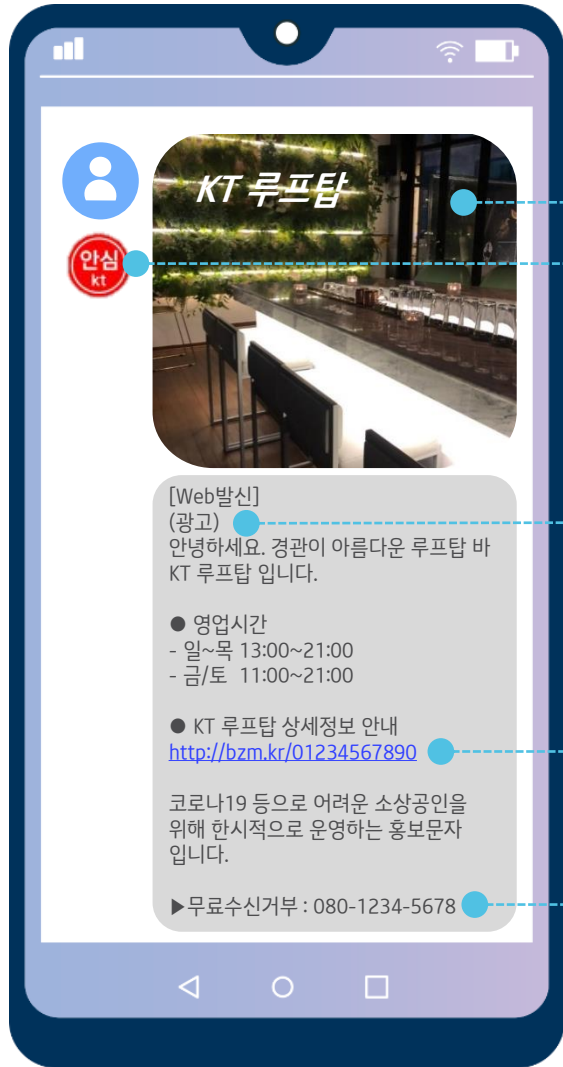 KT 루프탑
안심
kt
[Web발신]
(광고)
안녕하세요. 경관이 아름다운 루프탑 바
KT 루프탑 입니다.
● 영업시간
- 일~목 13:00~21:00
- 금/토 11:00~21:00
● KT 루프탑 상세정보 안내
http://bzm.kr/01234567890
코로나19 등으로 어려운 소상공인을
위해 한시적으로 운영하는 홍보문자
입니다.
▶무료수신거부 : 080-1234-5678